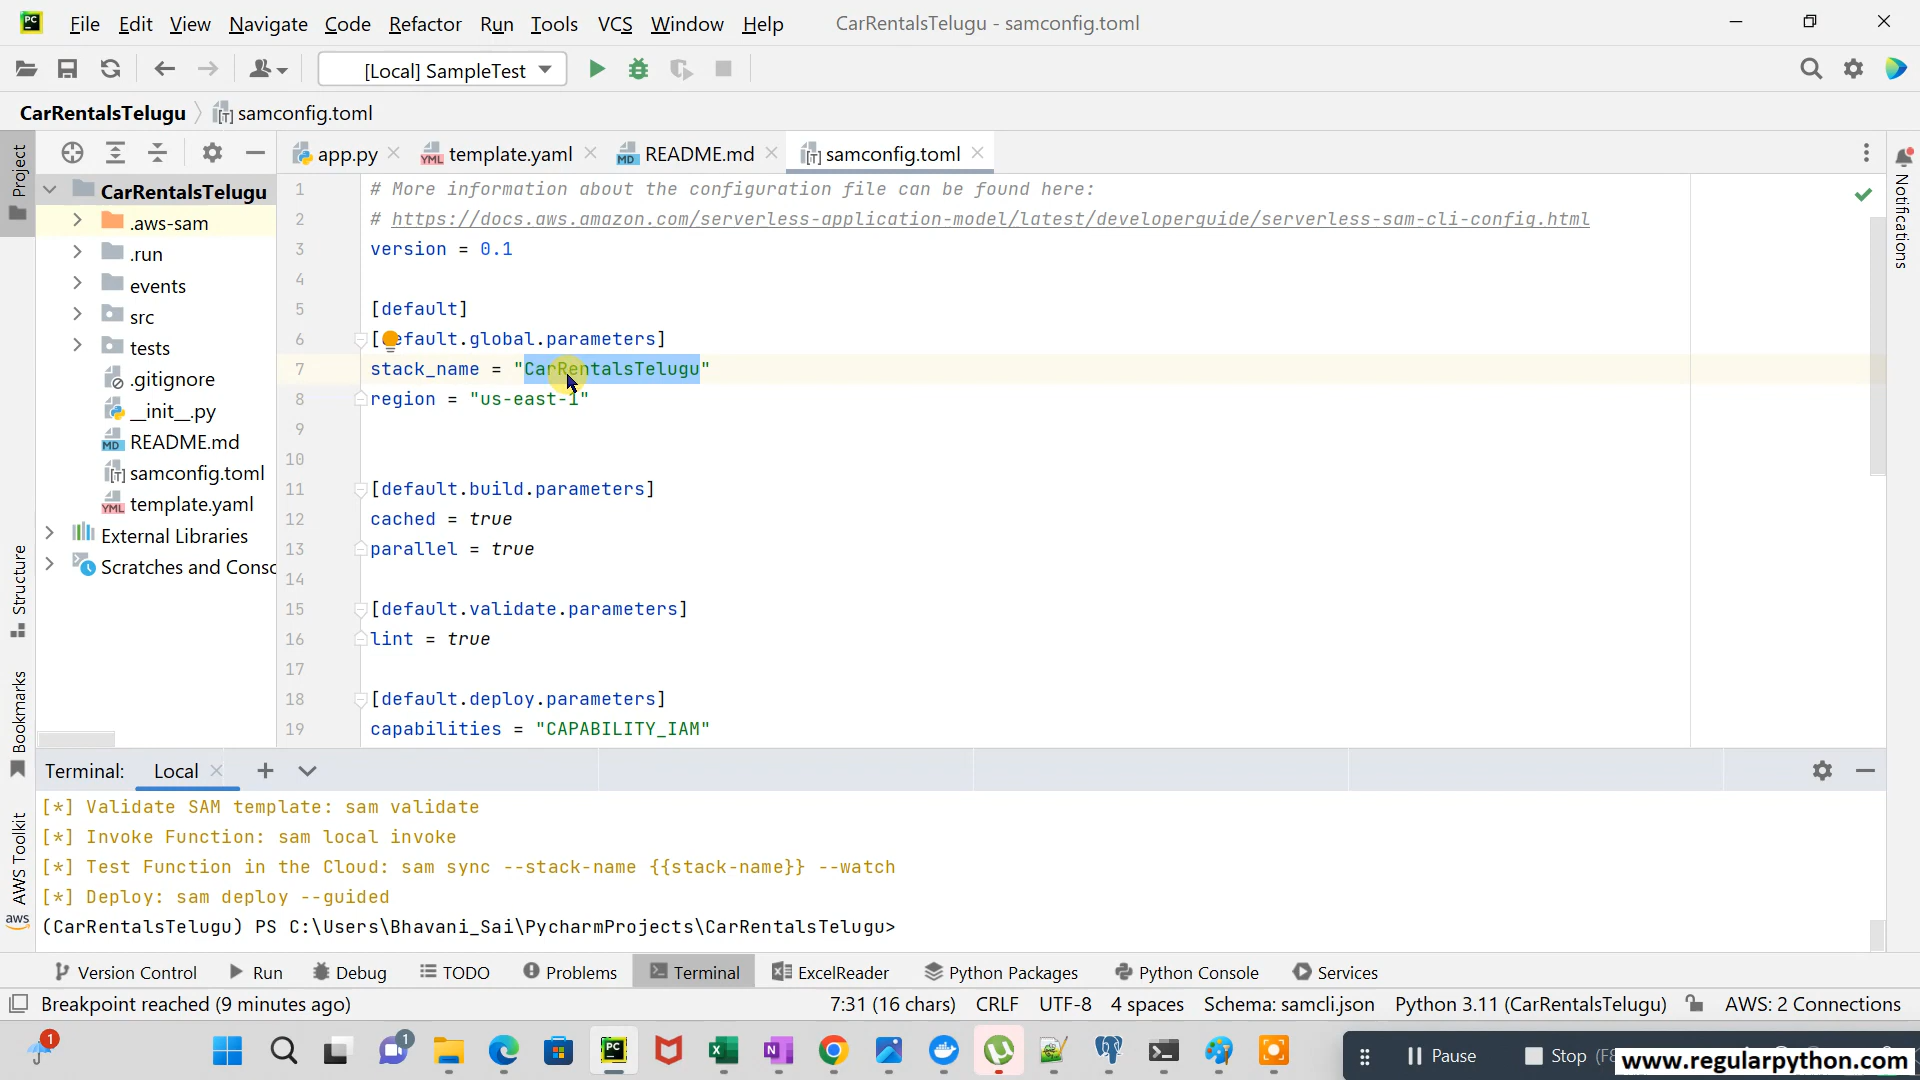 File Edit View Navigate Code Refactor Run Tools VCS Window Help CarRentalsTelugu - samconfig.toml
[Local] SampleTest
CarRentalsTelugu samconfig.toml
app.py template.yaml README.md samconfig.toml
Project
Structure
Bookmarks
AWS Toolkit
aws
Notifications
CarRentalsTelugu
.aws-sam
.run
events
src
tests
.gitignore
__init__.py
README.md
samconfig.toml
template.yaml
External Libraries
Scratches and Consc
1 # More information about the configuration file can be found here:
2 # https://docs.aws.amazon.com/serverless-application-model/latest/developerguide/serverless-sam-cli-config.html
3 version = 0.1
4
5 [default]
6 [default.global.parameters]
7 stack_name = "CarRentalsTelugu"
8 region = "us-east-1"
9
10
11 [default.build.parameters]
12 cached = true
13 parallel = true
14
15 [default.validate.parameters]
16 lint = true
17
18 [default.deploy.parameters]
19 capabilities = "CAPABILITY_IAM"
Terminal: Local
[*] Validate SAM template: sam validate
[*] Invoke Function: sam local invoke
[*] Test Function in the Cloud: sam sync --stack-name {{stack-name}} --watch
[*] Deploy: sam deploy --guided
(CarRentalsTelugu) PS C:\Users\Bhavani_Sai\PycharmProjects\CarRentalsTelugu>
Version Control Run Debug TODO Problems Terminal ExcelReader Python Packages Python Console Services
Breakpoint reached (9 minutes ago) 7:31 (16 chars) CRLF UTF-8 4 spaces Schema: samcli.json Python 3.11 (CarRentalsTelugu) AWS: 2 Connections
1 1 Pause Stop
www.regularpython.com